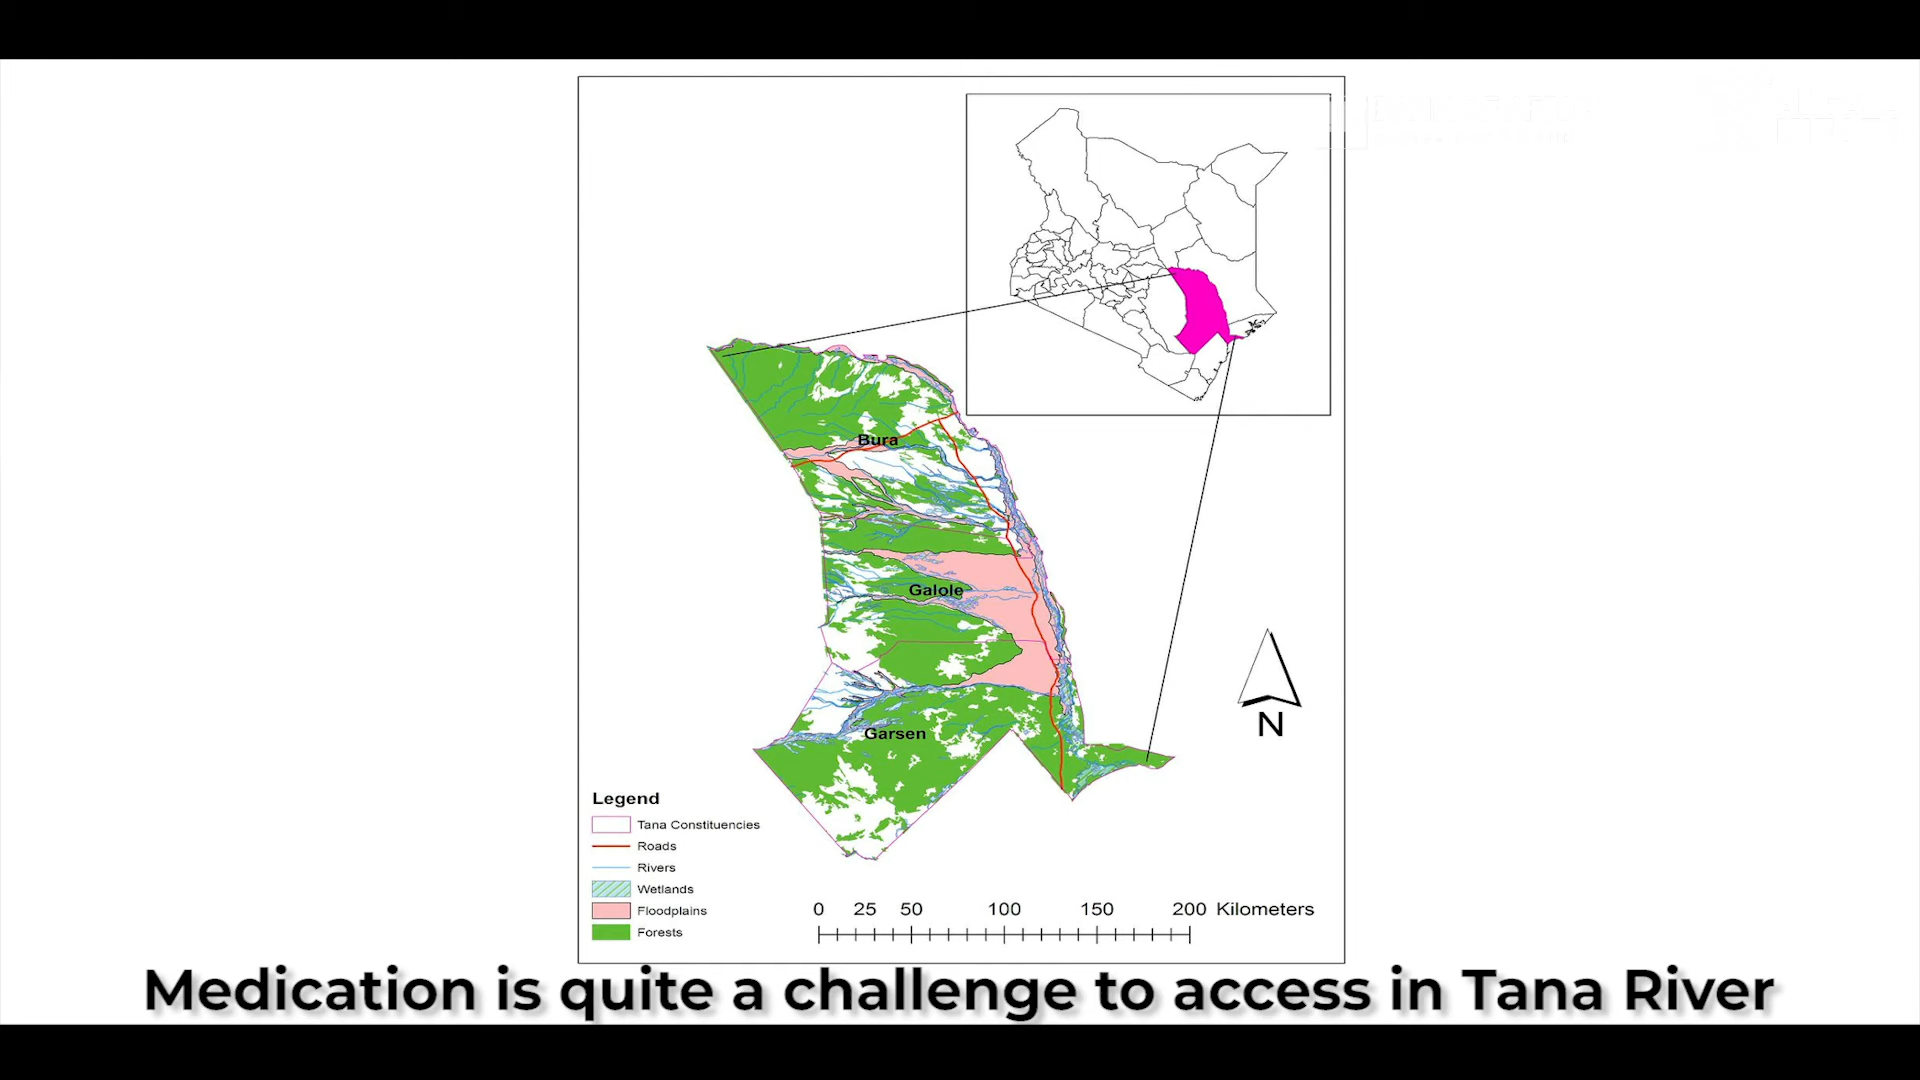 Bura
Galole
Garsen
N
Legend
Tana Constituencies
Roads
Rivers
Wetlands
Floodplains
Forests
0 25 50 100 150 200 Kilometers
Medication is quite a challenge to access in Tana River